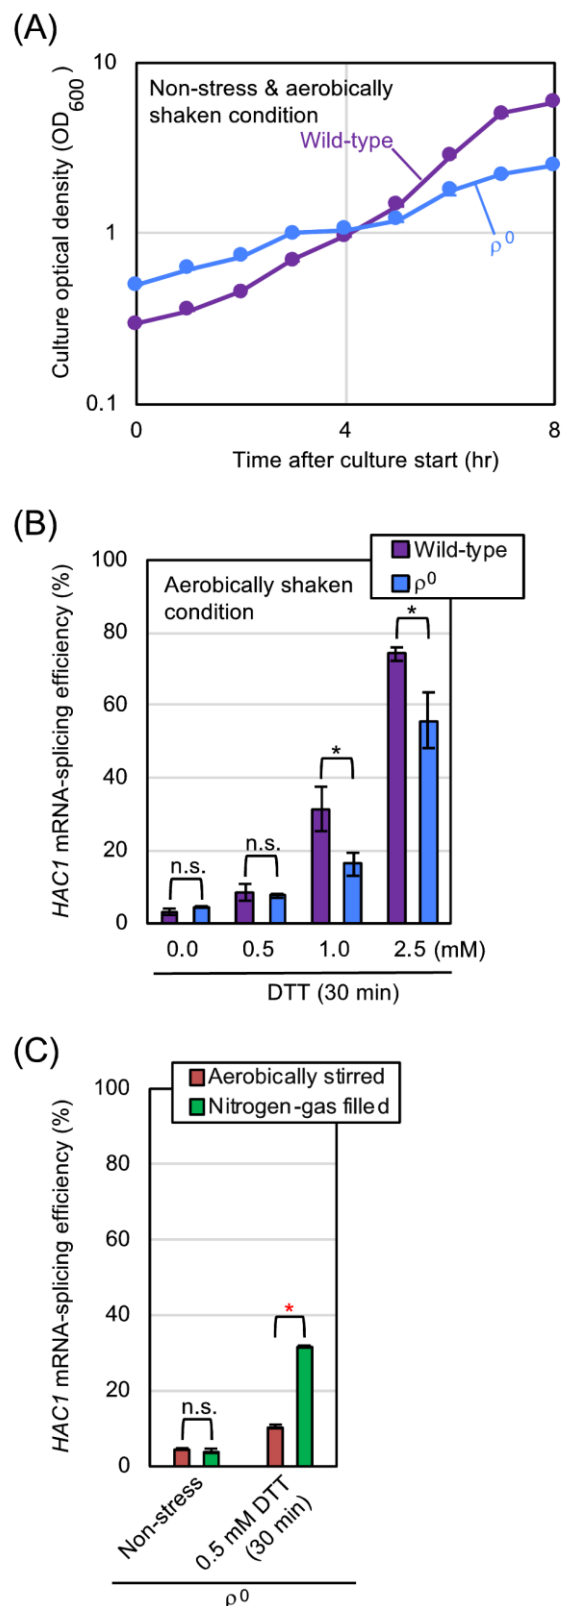 (A)
10
1
0.1
Culture optical density (OD600)
Non-stress & aerobically
shaken condition
Wild-type
ρ0
0
4
8
Time after culture start (hr)
(B)
Wild-type
ρ0
100
80
60
40
20
0
HAC1 mRNA-splicing efficiency (%)
Aerobically shaken
condition
n.s.
n.s.
*
*
0.0 0.5 1.0 2.5 (mM)
DTT (30 min)
(C)
Aerobically stirred
Nitrogen-gas filled
100
80
60
40
20
0
HAC1 mRNA-splicing efficiency (%)
n.s.
*
Non-stress
0.5 mM DTT
(30 min)
ρ0